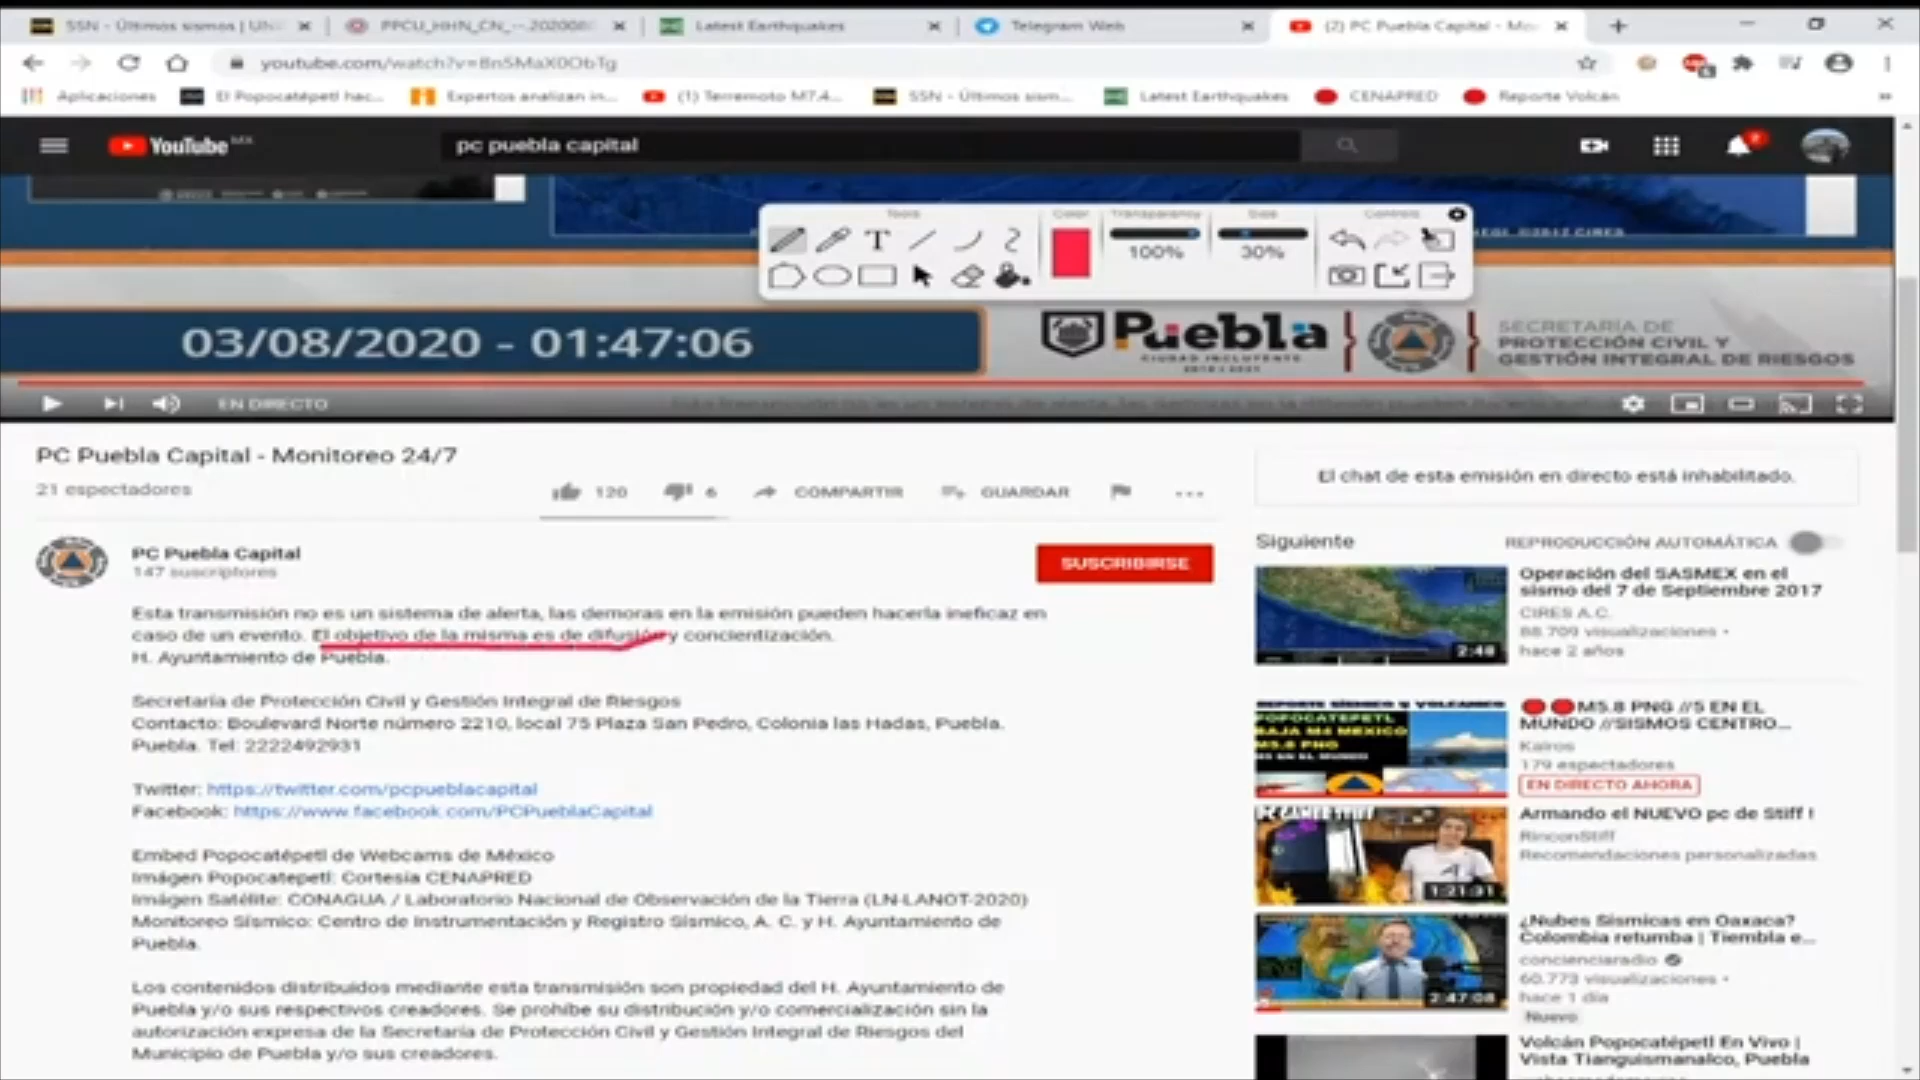 SSN - Últimos sismos | UNA
PPCU_HHN_CN_--.2020080
Latest Earthquakes
Telegram Web
(2) PC Puebla Capital - Mon
youtube.com/watch?v=8n5MaX0ObTg
Aplicaciones
El Popocatépetl hac...
Expertos analizan in...
(1) Terremoto M7.4...
SSN - Últimos sism...
Latest Earthquakes
CENAPRED
Reporte Volcán
YouTube MX
pc puebla capital
Tools
Color
Transparency
Size
Controls
100%
30%
©2017 CIRES
03/08/2020 - 01:47:06
Puebla
CIUDAD INCLUYENTE
SECRETARÍA DE
PROTECCIÓN CIVIL Y
GESTIÓN INTEGRAL DE RIESGOS
EN DIRECTO
PC Puebla Capital - Monitoreo 24/7
21 espectadores
120
6
COMPARTIR
GUARDAR
PC Puebla Capital
147 suscriptores
SUSCRIBIRSE
Esta transmisión no es un sistema de alerta, las demoras en la emisión pueden hacerla ineficaz en
caso de un evento. El objetivo de la misma es de difusión y concientización.
H. Ayuntamiento de Puebla.
Secretaría de Protección Civil y Gestión Integral de Riesgos
Contacto: Boulevard Norte número 2210, local 75 Plaza San Pedro, Colonia las Hadas, Puebla.
Puebla. Tel: 2222492931
Twitter: https://twitter.com/pcpueblacapital
Facebook: https://www.facebook.com/PCPueblaCapital
Embed Popocatépetl de Webcams de México
Imágen Popocatepetl: Cortesía CENAPRED
Imágen Satélite: CONAGUA / Laboratorio Nacional de Observación de la Tierra (LN-LANOT-2020)
Monitoreo Sísmico: Centro de Instrumentación y Registro Sísmico, A. C. y H. Ayuntamiento de
Puebla.
Los contenidos distribuidos mediante esta transmisión son propiedad del H. Ayuntamiento de
Puebla y/o sus respectivos creadores. Se prohíbe su distribución y/o comercialización sin la
autorización expresa de la Secretaría de Protección Civil y Gestión Integral de Riesgos del
Municipio de Puebla y/o sus creadores.
El chat de esta emisión en directo está inhabilitado.
Siguiente
REPRODUCCIÓN AUTOMÁTICA
Operación del SASMEX en el
sismo del 7 de Septiembre 2017
CIRES A.C.
88.709 visualizaciones •
hace 2 años
2:48
M5.8 PNG //5 EN EL
MUNDO //SISMOS CENTRO...
Kairos
179 espectadores
EN DIRECTO AHORA
REPORTE SÍSMICO Y VOLCÁNICO
POPOCATEPETL
BAJA M4 MEXICO
M5.8 PNG
M5 EN EL MUNDO
Armando el NUEVO pc de Stiff !
RinconStiff
Recomendaciones personalizadas
1:21:31
¿Nubes Sísmicas en Oaxaca?
Colombia retumba | Tiembla e...
concienciaradio
60.773 visualizaciones •
hace 1 día
Nuevo
2:47:08
Volcán Popocatépetl En Vivo |
Vista Tianguismanalco, Puebla